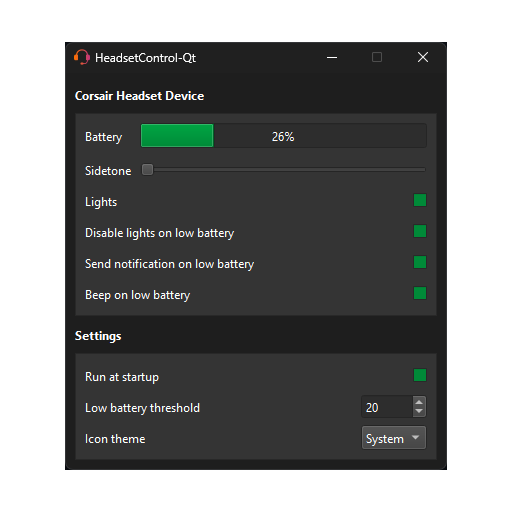 HeadsetControl-Qt
Corsair Headset Device
Battery 26%
Sidetone
Lights
Disable lights on low battery
Send notification on low battery
Beep on low battery
Settings
Run at startup
Low battery threshold 20
Icon theme System